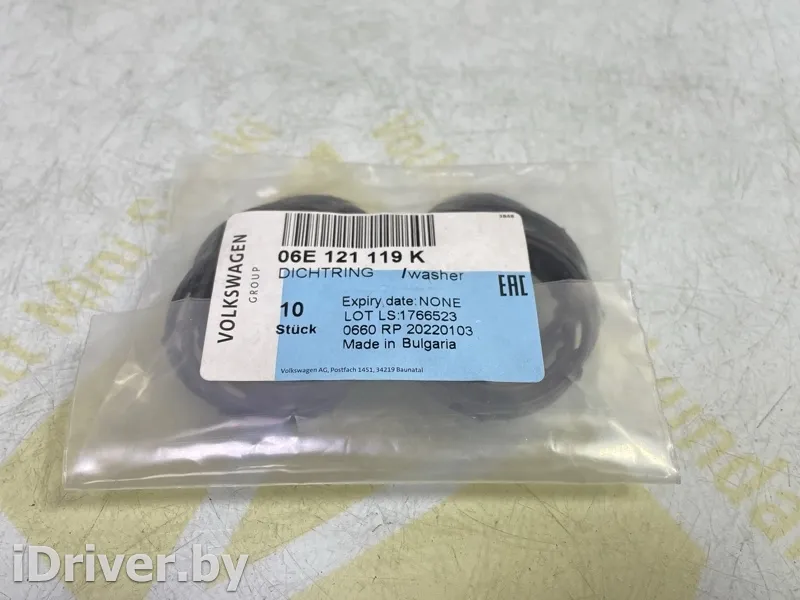 1B48
VOLKSWAGEN
GROUP
06E 121 119 K
DICHTRING /washer
EAC
10
Stück
Expiry date:NONE
LOT LS:1766523
0660 RP 20220103
Made in Bulgaria
Volkswagen AG, Postfach 1451, 34219 Baunatal
iDriver.by